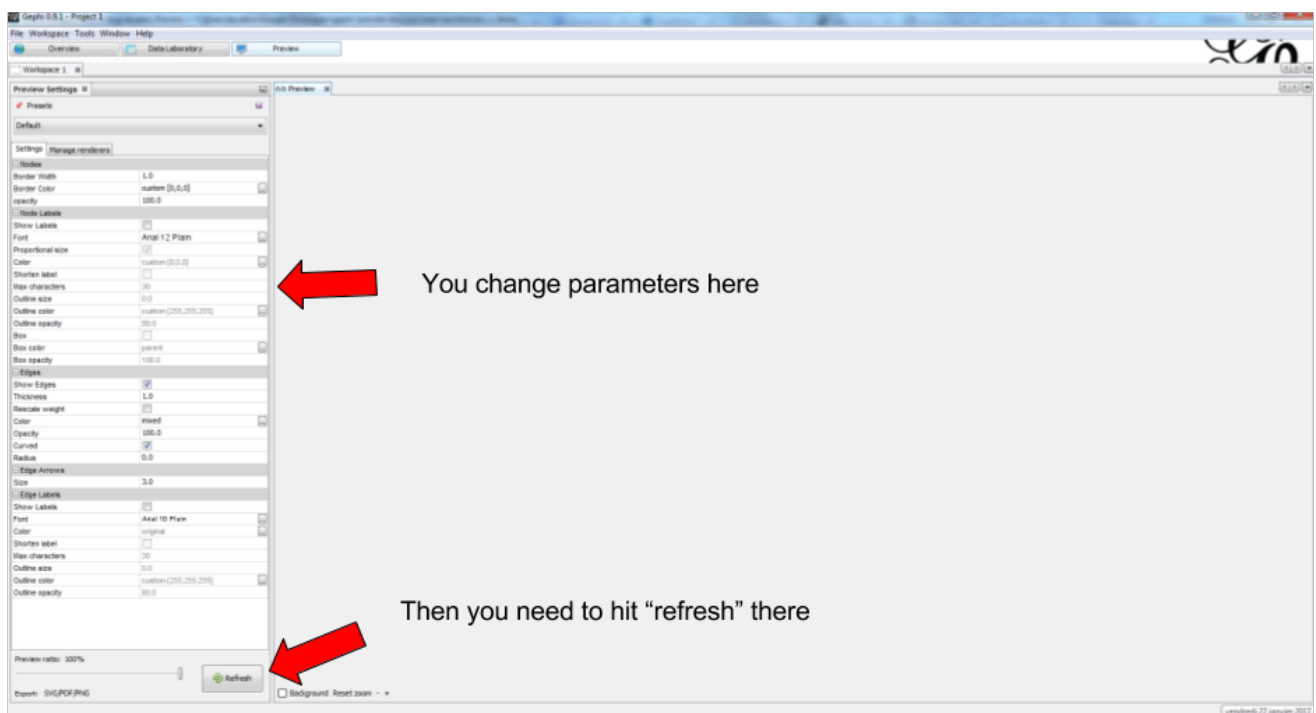 Gephi 0.9.1 - Project 1
File Workspace Tools Window Help
Overview Data Laboratory Preview
Workspace 1
Preview Settings
Preview
Presets
Default
Settings Manage renderers
Nodes
Border Width 1.0
Border Color custom [0,0,0]
opacity 100.0
Node Labels
Show Labels
Font Arial 12 Plain
Proportional size
Color custom [0,0,0]
Shorten label
Max characters 30
Outline size 0.0
Outline color custom [255,255,255]
Outline opacity 80.0
Box
Box color parent
Box opacity 100.0
Edges
Show Edges
Thickness 1.0
Rescale weight
Color mixed
Opacity 100.0
Curved
Radius 0.0
Edge Arrows
Size 3.0
Edge Labels
Show Labels
Font Arial 10 Plain
Color original
Shorten label
Max characters 30
Outline size 0.0
Outline color custom [255,255,255]
Outline opacity 80.0
You change parameters here
Then you need to hit “refresh” there
Preview ratio: 100%
Refresh
Export: SVG/PDF/PNG
Background Reset zoom - +
vendredi 27 janvier 2017